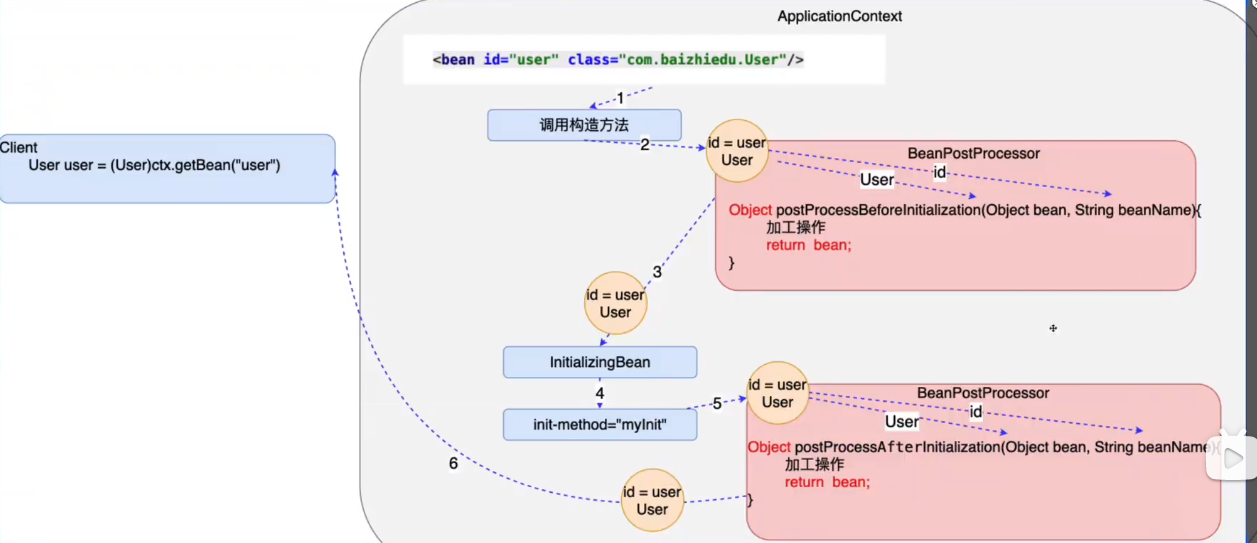 ApplicationContext
<bean id="user" class="com.baizhiedu.User"/>
1
调用构造方法
2
id = user
User
BeanPostProcessor
id
User
Object postProcessBeforeInitialization(Object bean, String beanName){
加工操作
return bean;
}
Client
User user = (User)ctx.getBean("user")
3
id = user
User
InitializingBean
4
init-method="myInit"
5
id = user
User
BeanPostProcessor
id
User
Object postProcessAfterInitialization(Object bean, String beanName){
加工操作
return bean;
}
6
id = user
User